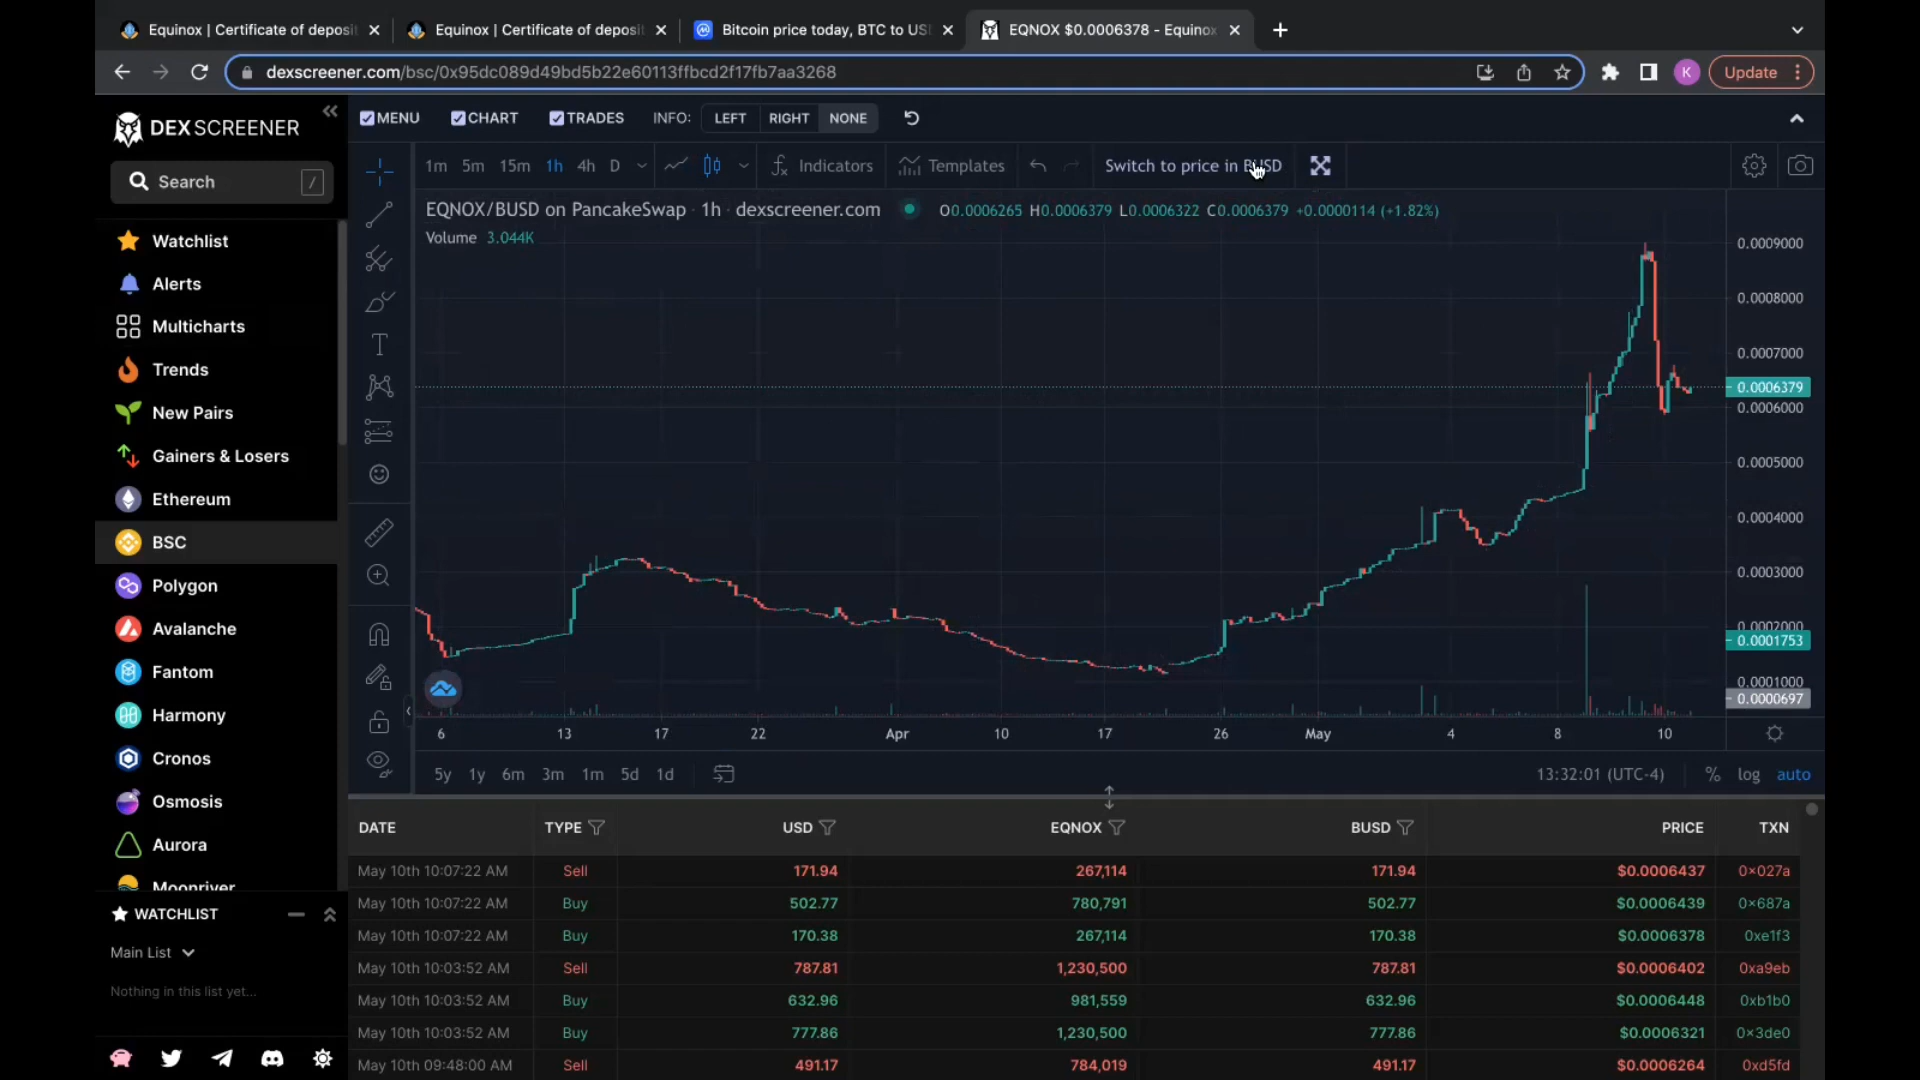 Equinox | Certificate of deposit
Equinox | Certificate of deposit
Bitcoin price today, BTC to US
EQNOX $0.0006378 - Equinox
dexscreener.com/bsc/0x95dc089d49bd5b22e60113ffbcd2f17fb7aa3268
K
Update
DEX SCREENER
MENU CHART TRADES INFO: LEFT RIGHT NONE
Search /
1m 5m 15m 1h 4h D Indicators Templates Switch to price in BUSD
EQNOX/BUSD on PancakeSwap · 1h · dexscreener.com O0.0006265 H0.0006379 L0.0006322 C0.0006379 +0.0000114 (+1.82%)
Volume 3.044K
Watchlist
Alerts
Multicharts
Trends
New Pairs
Gainers & Losers
Ethereum
BSC
Polygon
Avalanche
Fantom
Harmony
Cronos
Osmosis
Aurora
Moonriver
0.0009000
0.0008000
0.0007000
0.0006379
0.0006000
0.0005000
0.0004000
0.0003000
0.0002000
0.0001753
0.0001000
0.0000697
6 13 17 22 Apr 10 17 26 May 4 8 10
5y 1y 6m 3m 1m 5d 1d 13:32:01 (UTC-4) % log auto
WATCHLIST
Main List
Nothing in this list yet...
DATE TYPE USD EQNOX BUSD PRICE TXN
May 10th 10:07:22 AM Sell 171.94 267,114 171.94 $0.0006437 0×027a
May 10th 10:07:22 AM Buy 502.77 780,791 502.77 $0.0006439 0×687a
May 10th 10:07:22 AM Buy 170.38 267,114 170.38 $0.0006378 0xe1f3
May 10th 10:03:52 AM Sell 787.81 1,230,500 787.81 $0.0006402 0xa9eb
May 10th 10:03:52 AM Buy 632.96 981,559 632.96 $0.0006448 0xb1b0
May 10th 10:03:52 AM Buy 777.86 1,230,500 777.86 $0.0006321 0×3de0
May 10th 09:48:00 AM Sell 491.17 784,019 491.17 $0.0006264 0xd5fd